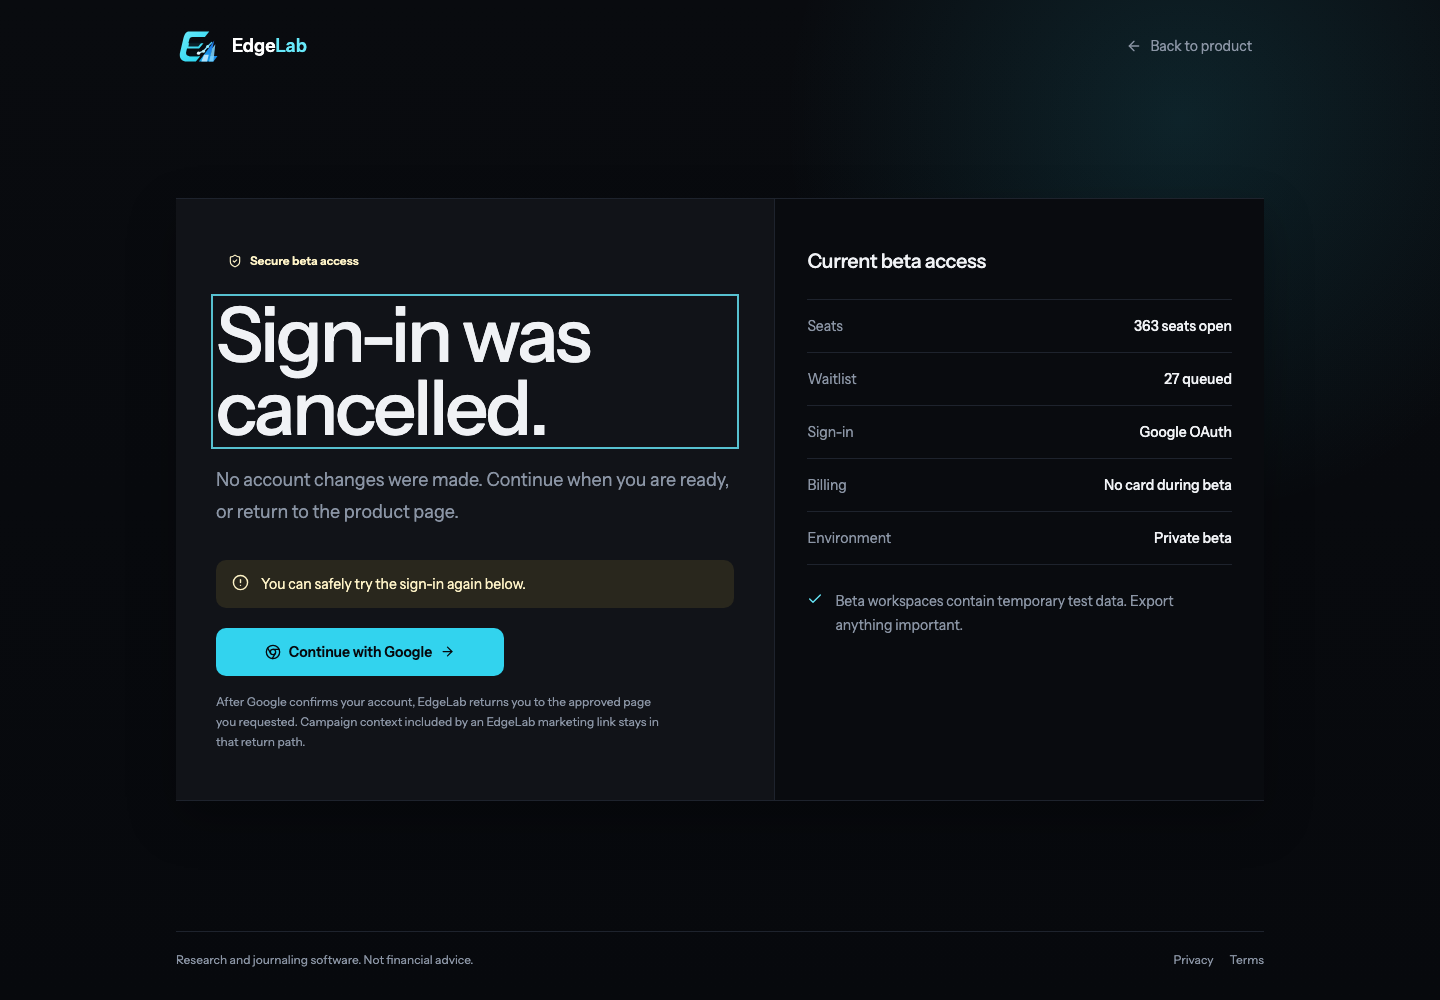 EdgeLab
Back to product
Secure beta access
Sign-in was
cancelled.
No account changes were made. Continue when you are ready,
or return to the product page.
You can safely try the sign-in again below.
Continue with Google
After Google confirms your account, EdgeLab returns you to the approved page
you requested. Campaign context included by an EdgeLab marketing link stays in
that return path.
Current beta access
Seats 363 seats open
Waitlist 27 queued
Sign-in Google OAuth
Billing No card during beta
Environment Private beta
Beta workspaces contain temporary test data. Export
anything important.
Research and journaling software. Not financial advice.
Privacy Terms